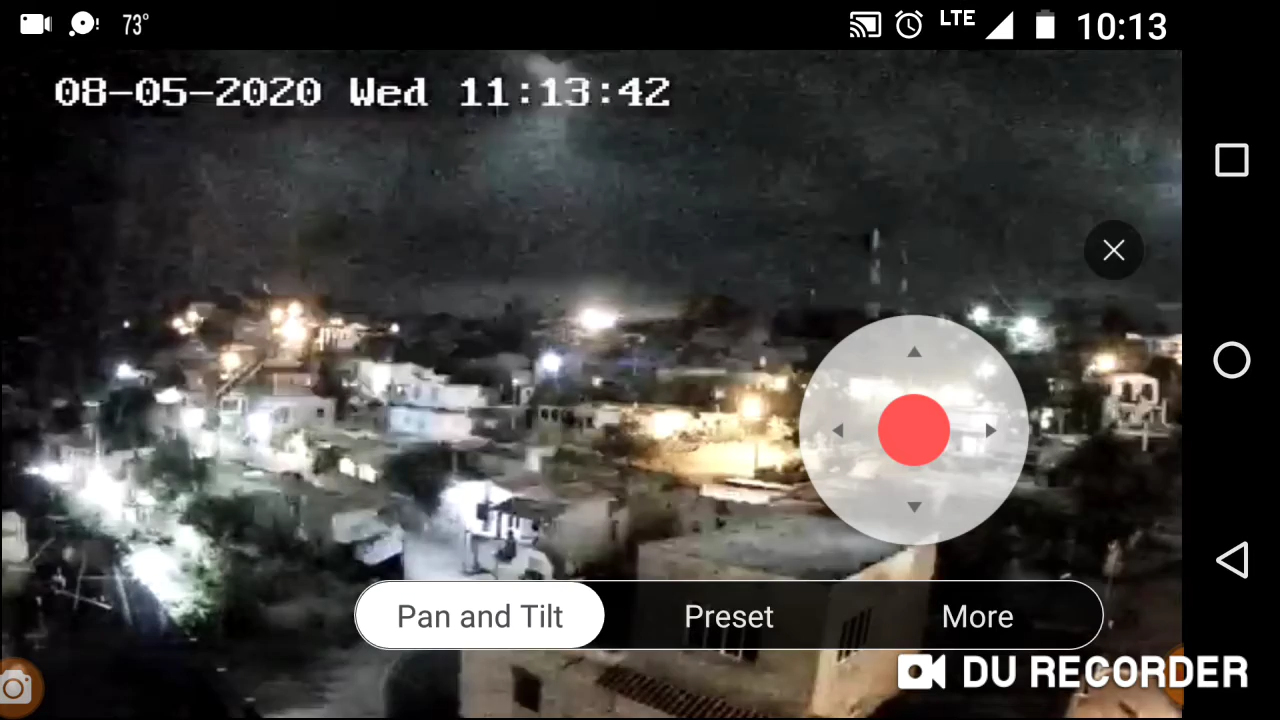 73°
LTE 10:13
08-05-2020 Wed 11:13:42
Pan and Tilt
Preset
More
DU RECORDER